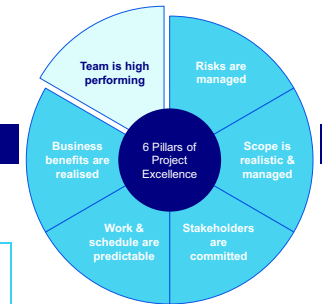 Team is high
performing
Risks are
managed
Scope is
realistic &
managed
Stakeholders
are
committed
Work &
schedule are
predictable
Business
benefits are
realised
6 Pillars of
Project
Excellence